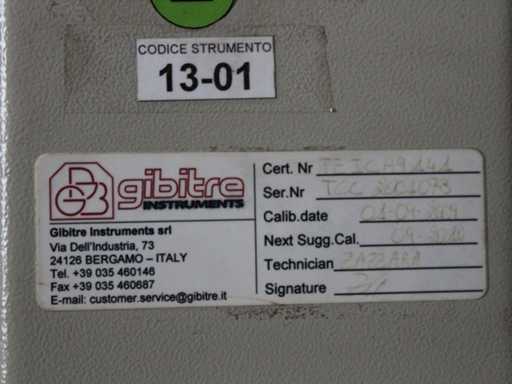 CODICE STRUMENTO
13-01
gibitre
INSTRUMENTS
Gibitre Instruments srl
Via Dell'Industria, 73
24126 BERGAMO – ITALY
Tel. +39 035 460146
Fax +39 035 460687
E-mail: customer.service@gibitre.it
Cert. Nr
Ser.Nr
Calib.date
Next Sugg.Cal.
Technician
Signature